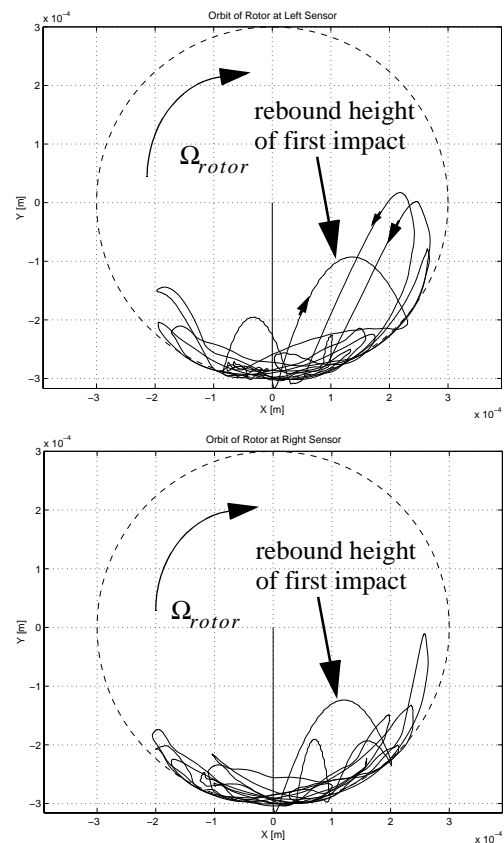 Orbit of Rotor at Left Sensor
x 10⁻⁴
3
2
1
0
−1
−2
−3
Y [m]
Ω_rotor
rebound height
of first impact
−3 −2 −1 0 1 2 3 4
X [m]
x 10⁻⁴
Orbit of Rotor at Right Sensor
x 10⁻⁴
3
2
1
0
−1
−2
−3
Y [m]
rebound height
of first impact
Ω_rotor
−3 −2 −1 0 1 2 3 4
X [m]
x 10⁻⁴